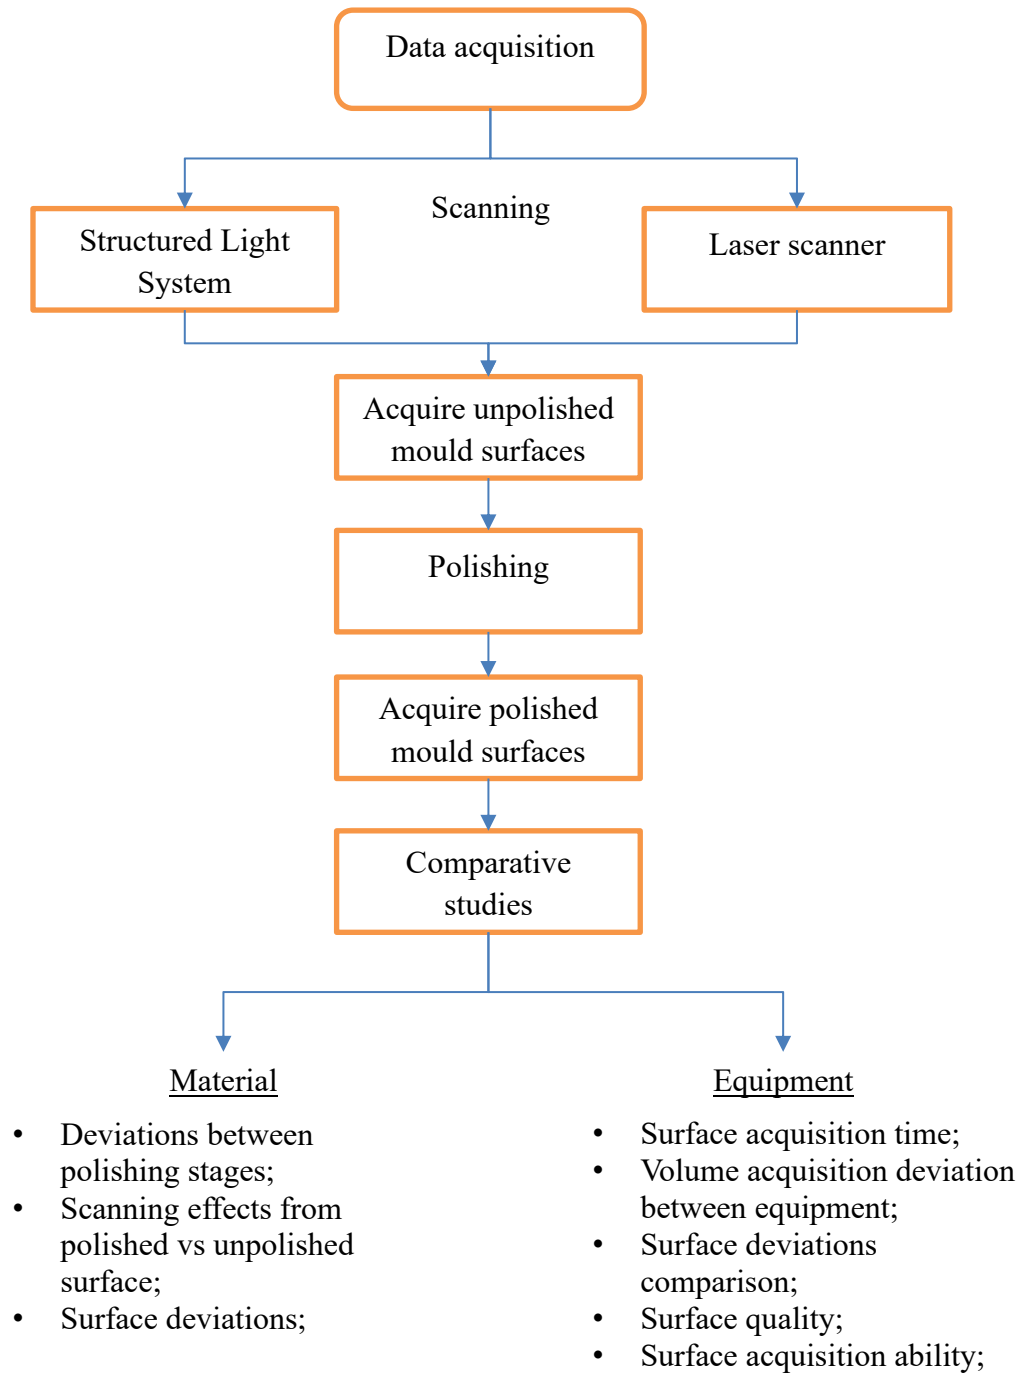 Data acquisition
Scanning
Structured Light
System
Laser scanner
Acquire unpolished
mould surfaces
Polishing
Acquire polished
mould surfaces
Comparative
studies
Material
• Deviations between
polishing stages;
• Scanning effects from
polished vs unpolished
surface;
• Surface deviations;
Equipment
• Surface acquisition time;
• Volume acquisition deviation
between equipment;
• Surface deviations
comparison;
• Surface quality;
• Surface acquisition ability;